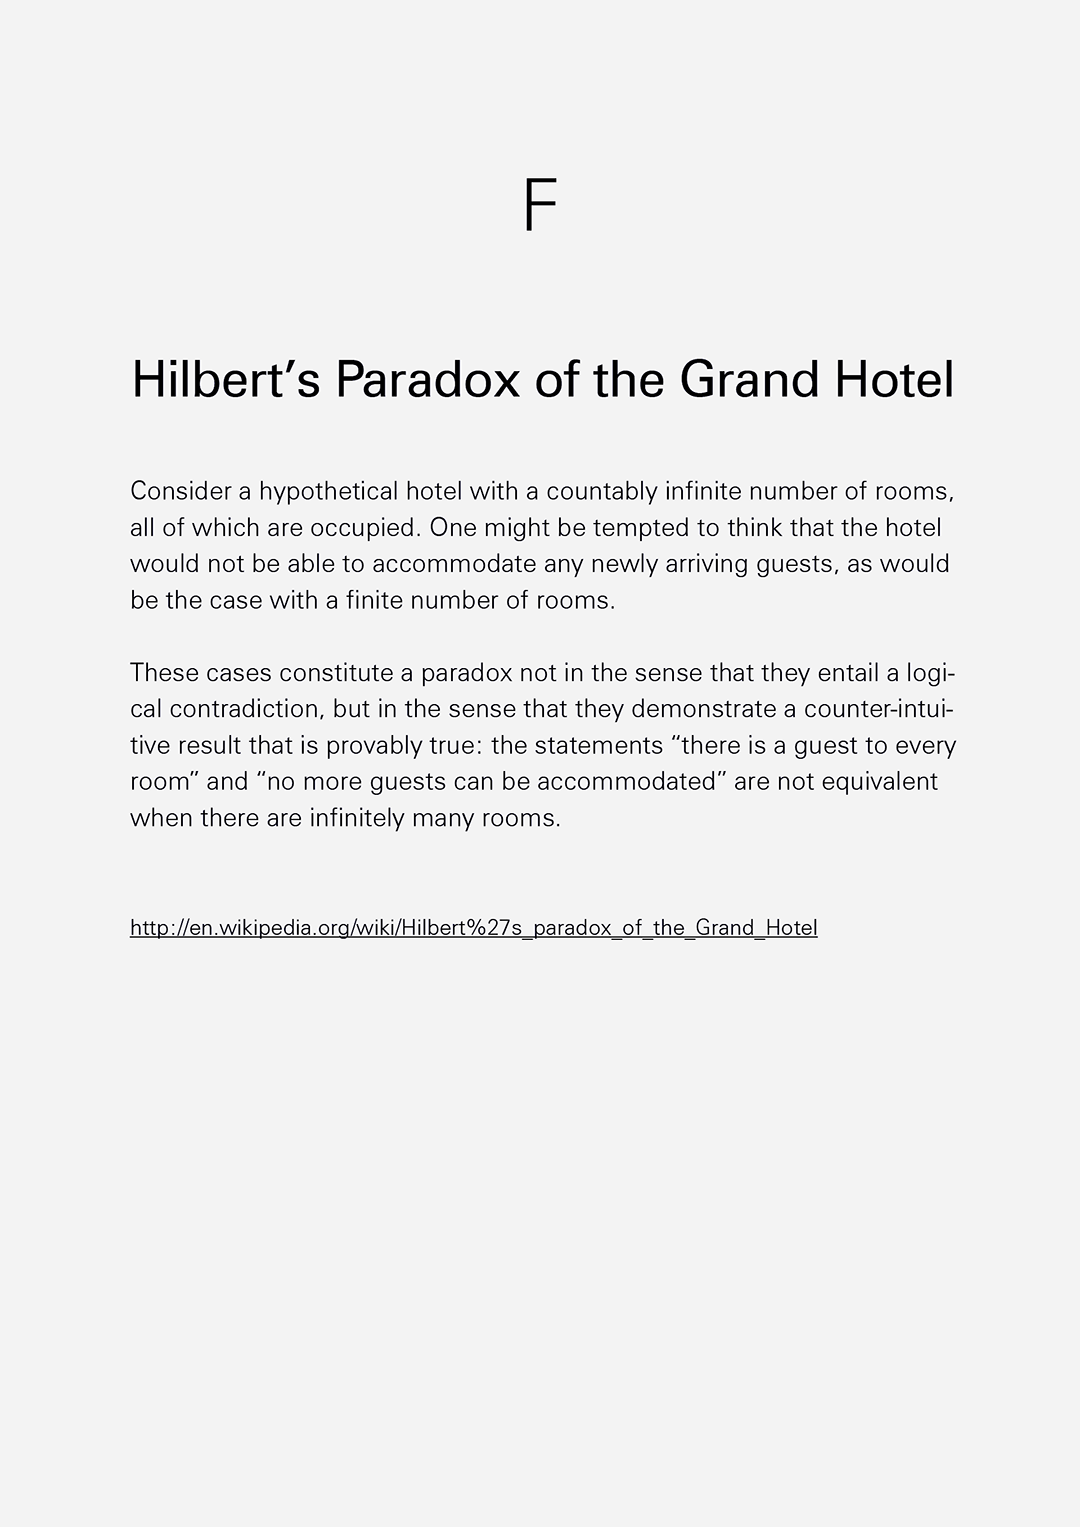 F
Hilbert’s Paradox of the Grand Hotel
Consider a hypothetical hotel with a countably infinite number of rooms,
all of which are occupied. One might be tempted to think that the hotel
would not be able to accommodate any newly arriving guests, as would
be the case with a finite number of rooms.
These cases constitute a paradox not in the sense that they entail a logi-
cal contradiction, but in the sense that they demonstrate a counter-intui-
tive result that is provably true: the statements “there is a guest to every
room” and “no more guests can be accommodated” are not equivalent
when there are infinitely many rooms.
http://en.wikipedia.org/wiki/Hilbert%27s_paradox_of_the_Grand_Hotel